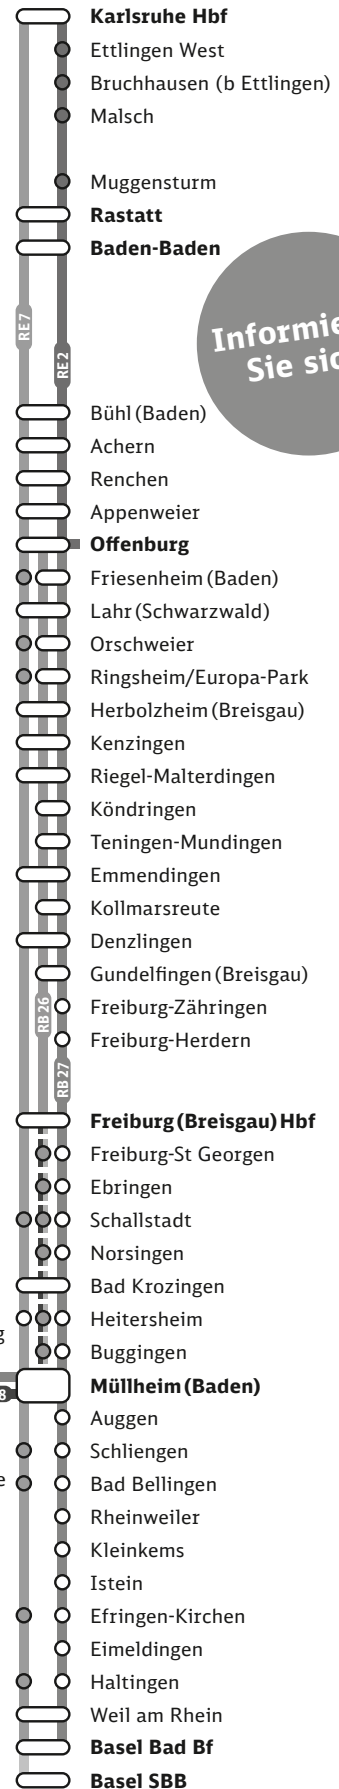 Karlsruhe Hbf
Ettlingen West
Bruchhausen (b Ettlingen)
Malsch
Muggensturm
Rastatt
Baden-Baden
RE 7
RE 2
Bühl (Baden)
Achern
Renchen
Appenweier
Offenburg
Friesenheim (Baden)
Lahr (Schwarzwald)
Orschweier
Ringsheim/Europa-Park
Herbolzheim (Breisgau)
Kenzingen
Riegel-Malterdingen
Köndringen
Teningen-Mundingen
Emmendingen
Kollmarsreute
Denzlingen
Gundelfingen (Breisgau)
RB 26
Freiburg-Zähringen
Freiburg-Herdern
RB 27
Freiburg (Breisgau) Hbf
Freiburg-St Georgen
Ebringen
Schallstadt
Norsingen
Bad Krozingen
Heitersheim
Buggingen
Müllheim (Baden)
8
Auggen
Schliengen
Bad Bellingen
Rheinweiler
Kleinkems
Istein
Efringen-Kirchen
Eimeldingen
Haltingen
Weil am Rhein
Basel Bad Bf
Basel SBB
Sie